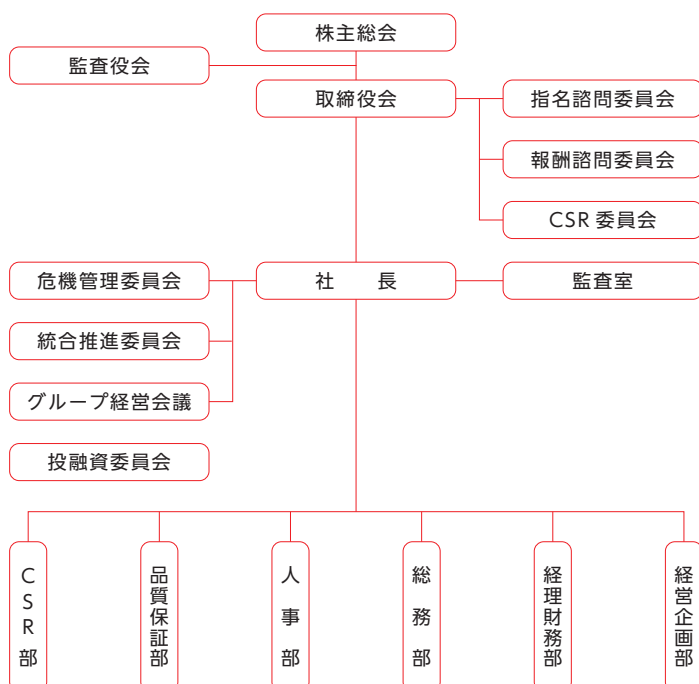 株主総会
監査役会
取締役会
指名諮問委員会
報酬諮問委員会
CSR 委員会
危機管理委員会
社　　長
監査室
統合推進委員会
グループ経営会議
投融資委員会
CSR部
品質保証部
人事部
総務部
経理財務部
経営企画部